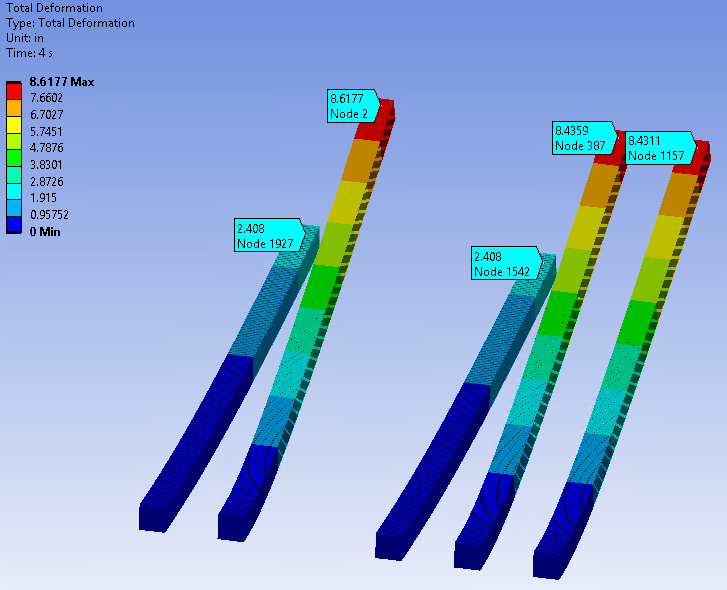 Total Deformation
Type: Total Deformation
Unit: in
Time: 4 s
8.6177 Max
7.6602
6.7027
5.7451
4.7876
3.8301
2.8726
1.915
0.95752
0 Min
8.6177
Node 2
8.4359
Node 387
8.4311
Node 1157
2.408
Node 1927
2.408
Node 1542